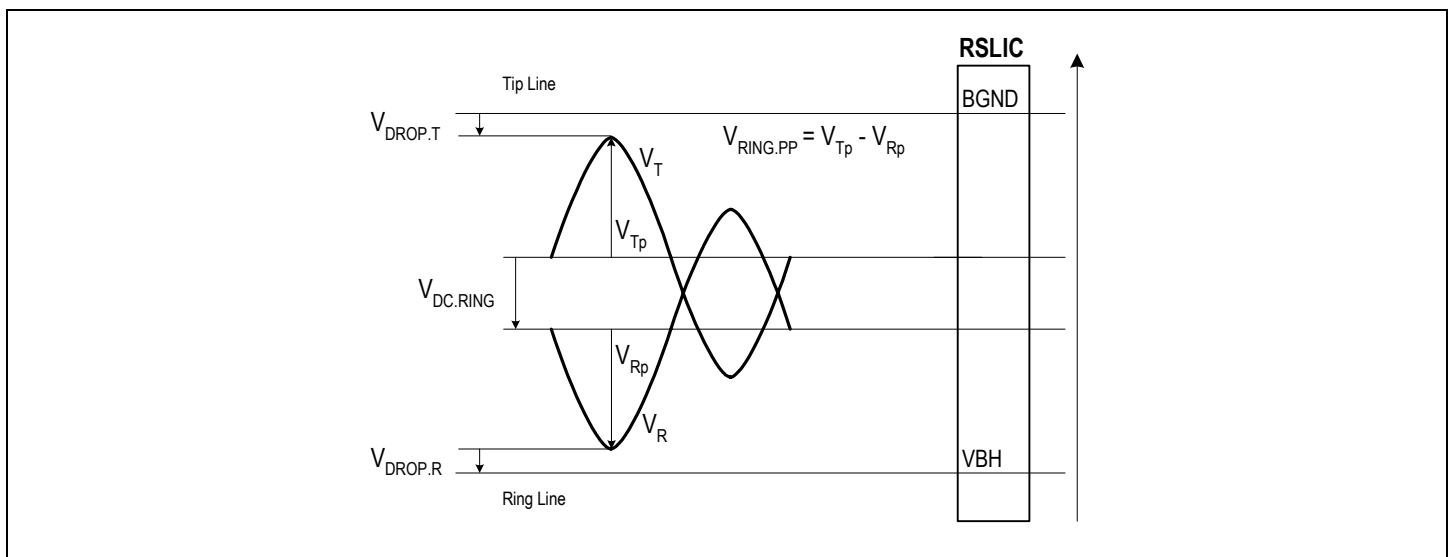 RSLIC
Tip Line
BGND
V_DROP.T
V_RING.PP = V_Tp - V_Rp
V_T
V_Tp
V_DC.RING
V_Rp
V_R
V_DROP.R
VBH
Ring Line